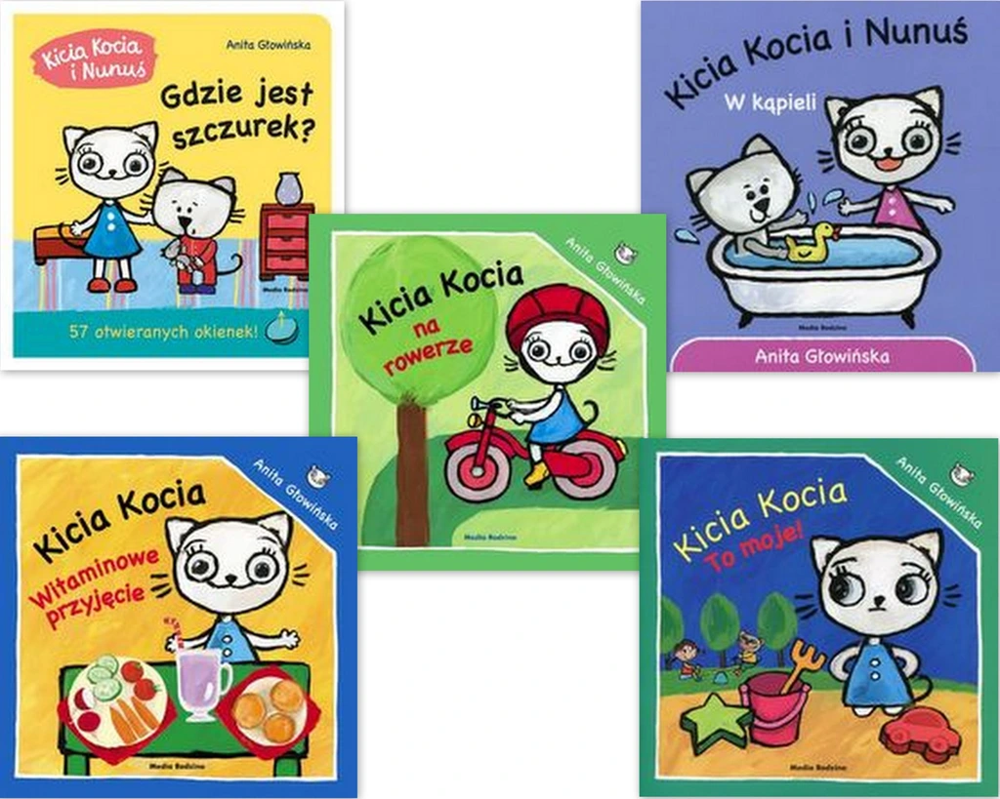 Kicia Kocia
i Nunuś
Anita Głowińska
Gdzie jest
szczurek?
Media Rodzina
57 otwieranych okienek!
Kicia Kocia i Nunuś
W kąpieli
Media Rodzina
Anita Głowińska
Anita Głowińska
Kicia Kocia
na
rowerze
Media Rodzina
Anita Głowińska
Kicia Kocia
Witaminowe
przyjęcie
Media Rodzina
Anita Głowińska
Kicia Kocia
To moje!
Media Rodzina